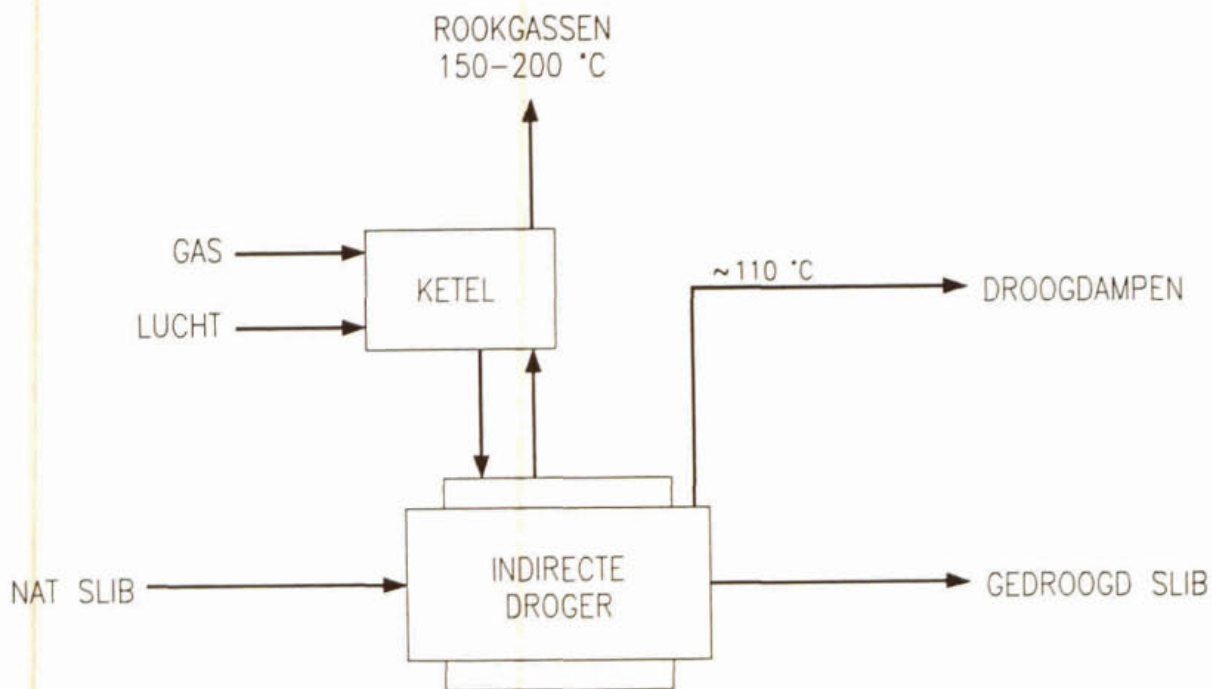 ROOKGASSEN
150-200 °C
GAS
KETEL
LUCHT
~110 °C
DROOGDAMPEN
NAT SLIB
INDIRECTE
DROGER
GEDROOGD SLIB